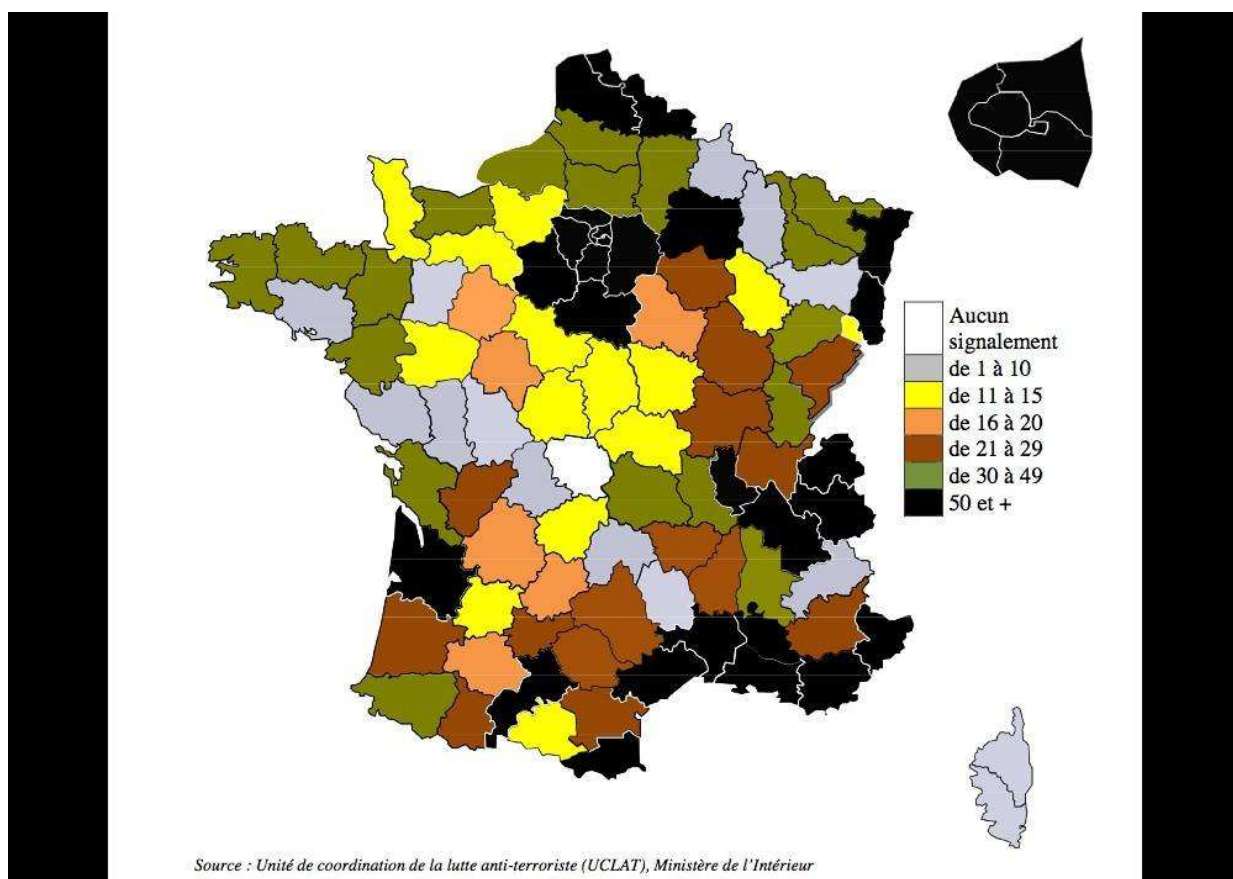 Aucun
signalement
de 1 à 10
de 11 à 15
de 16 à 20
de 21 à 29
de 30 à 49
50 et +
Source : Unité de coordination de la lutte anti-terroriste (UCLAT), Ministère de l'Intérieur